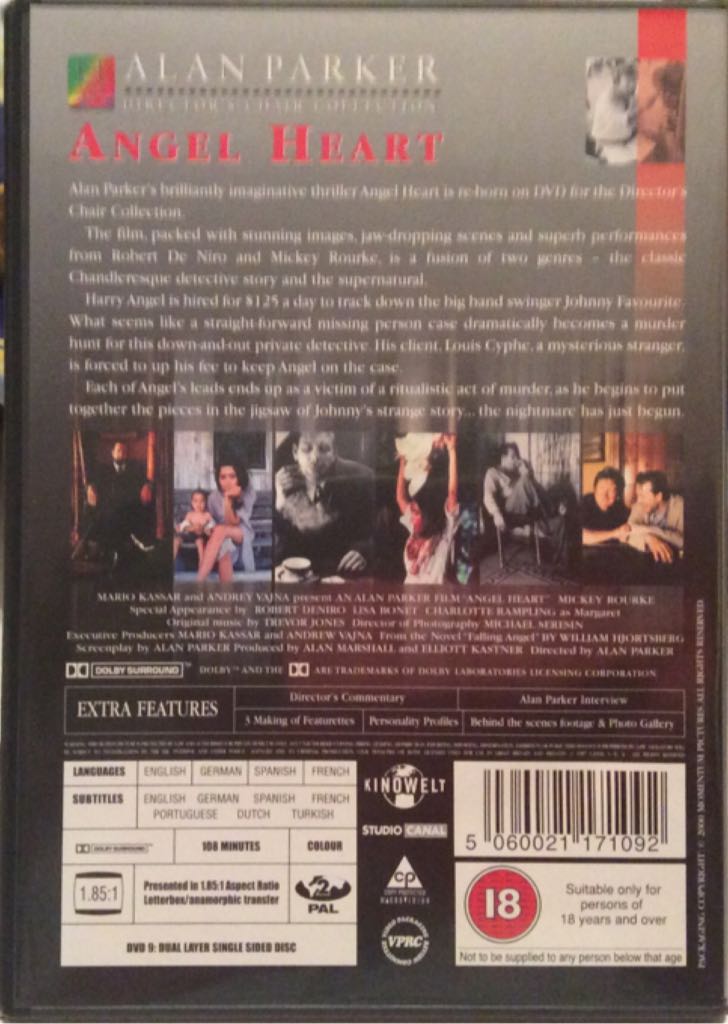 ALAN PARKER
DIRECTOR'S CHAIR COLLECTION
ANGEL HEART
Alan Parker's brilliantly imaginative thriller Angel Heart is re-born on DVD for the Director's
Chair Collection.
The film, packed with stunning images, jaw-dropping scenes and superb performances
from Robert De Niro and Mickey Rourke, is a fusion of two genres - the classic
Chandleresque detective story and the supernatural.
Harry Angel is hired for $125 a day to track down the big band swinger Johnny Favourite.
What seems like a straight-forward missing person case dramatically becomes a murder
hunt for this down-and-out private detective. His client, Louis Cyphe, a mysterious stranger,
is forced to up his fee to keep Angel on the case.
Each of Angel's leads ends up as a victim of a ritualistic act of murder, as he begins to put
together the pieces in the jigsaw of Johnny's strange story... the nightmare has just begun.
MARIO KASSAR and ANDREY VAJNA present AN ALAN PARKER FILM "ANGEL HEART" MICKEY ROURKE
Special Appearance by ROBERT DENIRO LISA BONET CHARLOTTE RAMPLING as Margaret
Original music by TREVOR JONES Director of Photography MICHAEL SERESIN
Executive Producers MARIO KASSAR and ANDREW VAJNA From the Novel "Falling Angel" BY WILLIAM HJORTSBERG
Screenplay by ALAN PARKER Produced by ALAN MARSHALL and ELLIOTT KASTNER Directed by ALAN PARKER
DOLBY SURROUND™ DOLBY™ AND THE ARE TRADEMARKS OF DOLBY LABORATORIES LICENSING CORPORATION
EXTRA FEATURES
Director's Commentary Alan Parker Interview
3 Making of Featurettes Personality Profiles Behind the scenes footage & Photo Gallery
LANGUAGES ENGLISH GERMAN SPANISH FRENCH
SUBTITLES ENGLISH GERMAN SPANISH FRENCH
PORTUGUESE DUTCH TURKISH
DOLBY SURROUND 108 MINUTES COLOUR
1.85:1 Presented in 1.85:1 Aspect Ratio
Letterbox/anamorphic transfer
2
PAL
DVD 9: DUAL LAYER SINGLE SIDED DISC
KINOWELT
STUDIO CANAL
CP
COPY PROTECTED
MACROVISION
VPRC
5 060021 171092
18
Suitable only for
persons of
18 years and over
Not to be supplied to any person below that age
PACKAGING COPYRIGHT © 2000 MOMENTUM PICTURES ALL RIGHTS RESERVED